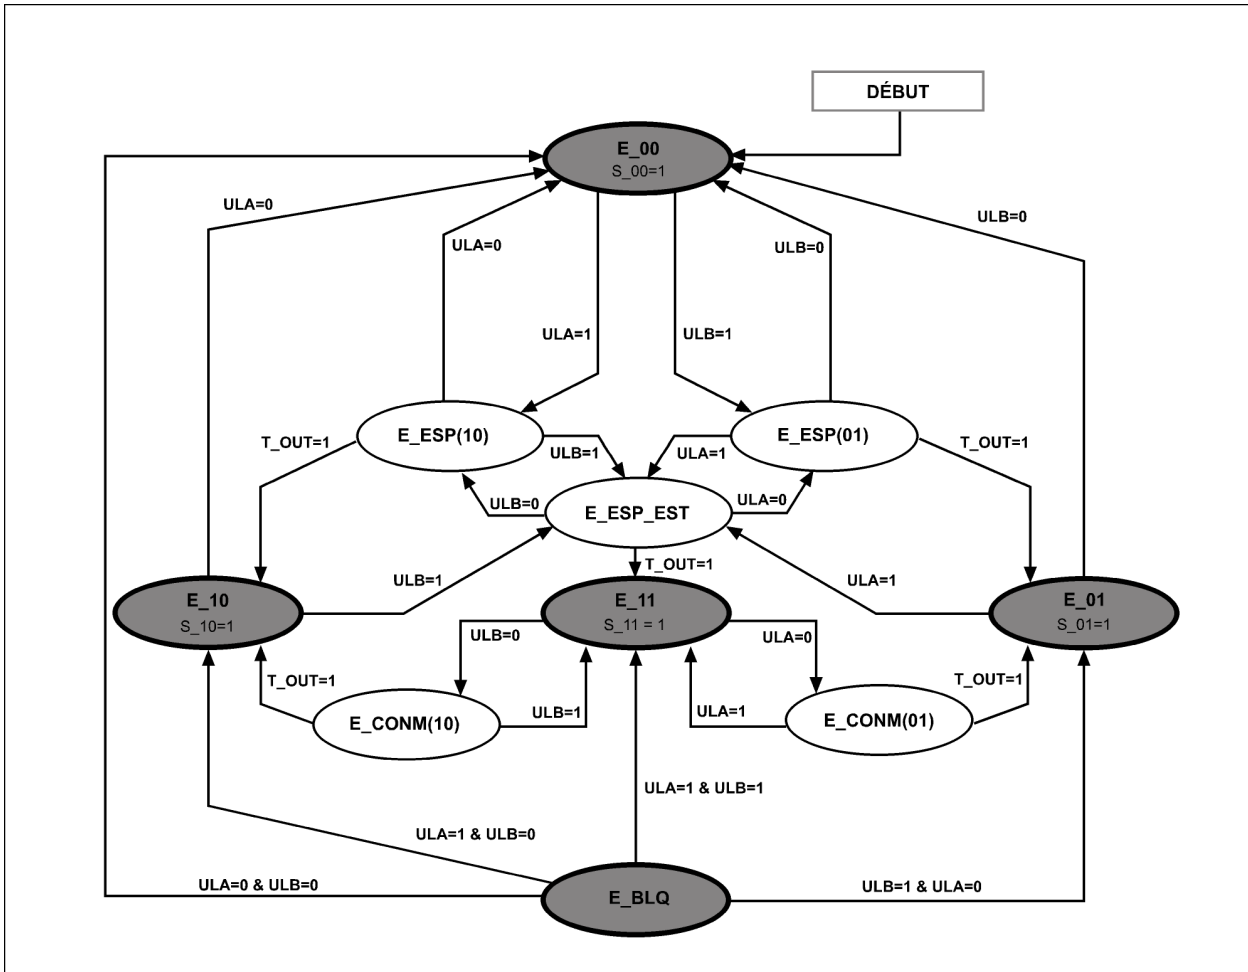 DÉBUT
E_00
S_00=1
ULA=0
ULB=0
ULA=0
ULB=0
ULA=1
ULB=1
E_ESP(10)
E_ESP(01)
T_OUT=1
ULB=1
ULA=1
T_OUT=1
ULB=0
E_ESP_EST
ULA=0
T_OUT=1
ULB=1
ULA=1
E_10
S_10=1
E_11
S_11 = 1
E_01
S_01=1
ULB=0
ULA=0
T_OUT=1
T_OUT=1
E_CONM(10)
ULB=1
ULA=1
E_CONM(01)
ULA=1 & ULB=1
ULA=1 & ULB=0
ULA=0 & ULB=0
E_BLQ
ULB=1 & ULA=0